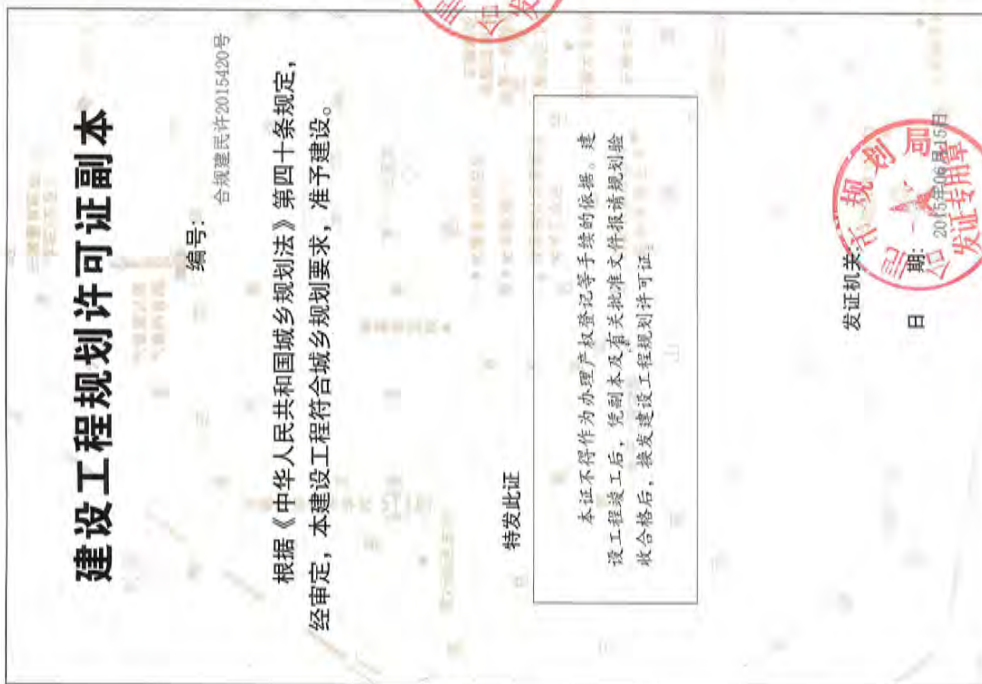 建设工程规划许可证副本
编号：
合规建民许2015420号
根据《中华人民共和国城乡规划法》第四十条规定，
经审定，本建设工程符合城乡规划要求，准予建设。
特发此证
本证不得作为办理产权登记等手续的依据。建
设工程竣工后，凭副本及有关批准文件报请规划验
收合格后，换发建设工程规划许可证。
发证机关：
日 期：
2015年06月15日
市规划局
发证专用章